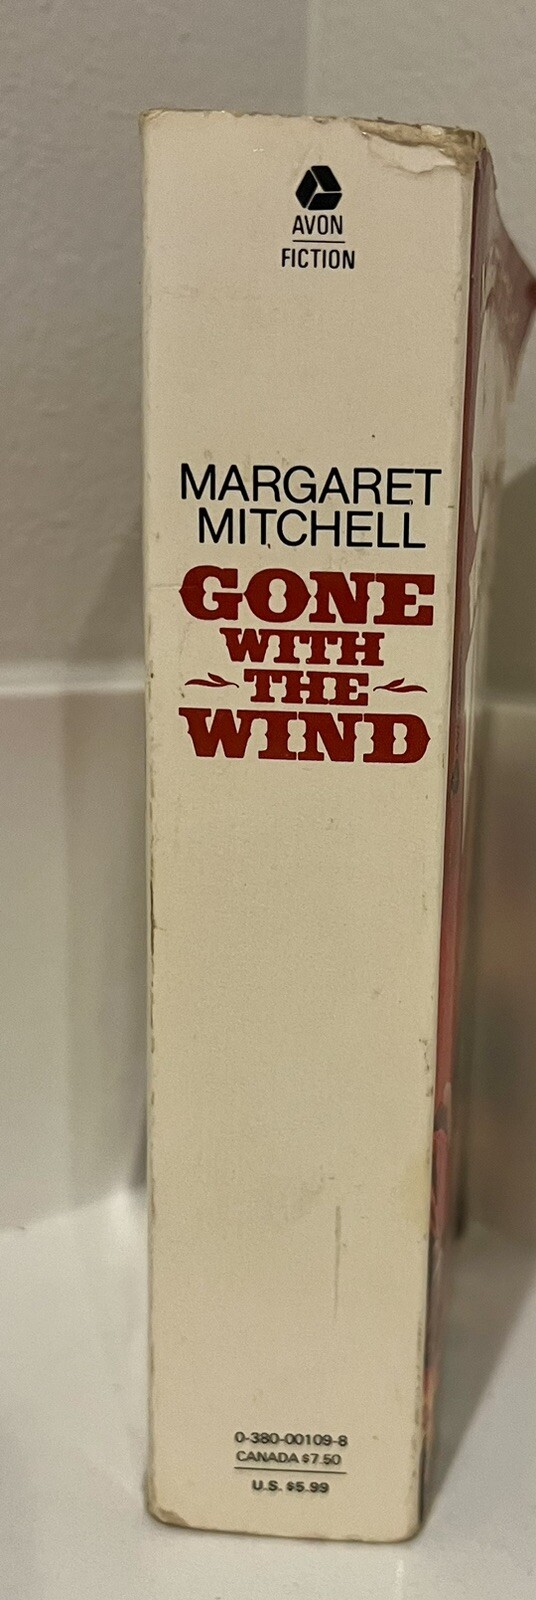 AVON
FICTION
MARGARET
MITCHELL
GONE
WITH
THE
WIND
0-380-00109-8
CANADA $7.50
U.S. $5.99